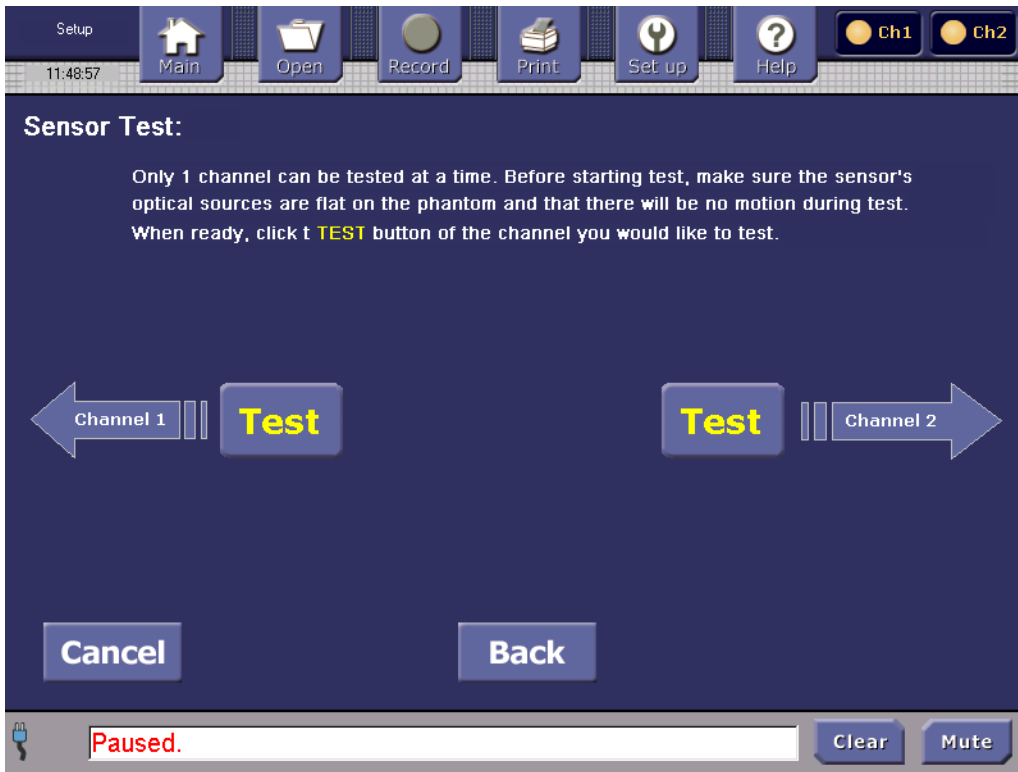 Setup
Main
Open
Record
Print
Set up
Help
Ch1
Ch2
11:48:57
Sensor Test:
Only 1 channel can be tested at a time. Before starting test, make sure the sensor's
optical sources are flat on the phantom and that there will be no motion during test.
When ready, click t TEST button of the channel you would like to test.
Channel 1
Test
Test
Channel 2
Cancel
Back
Paused.
Clear
Mute